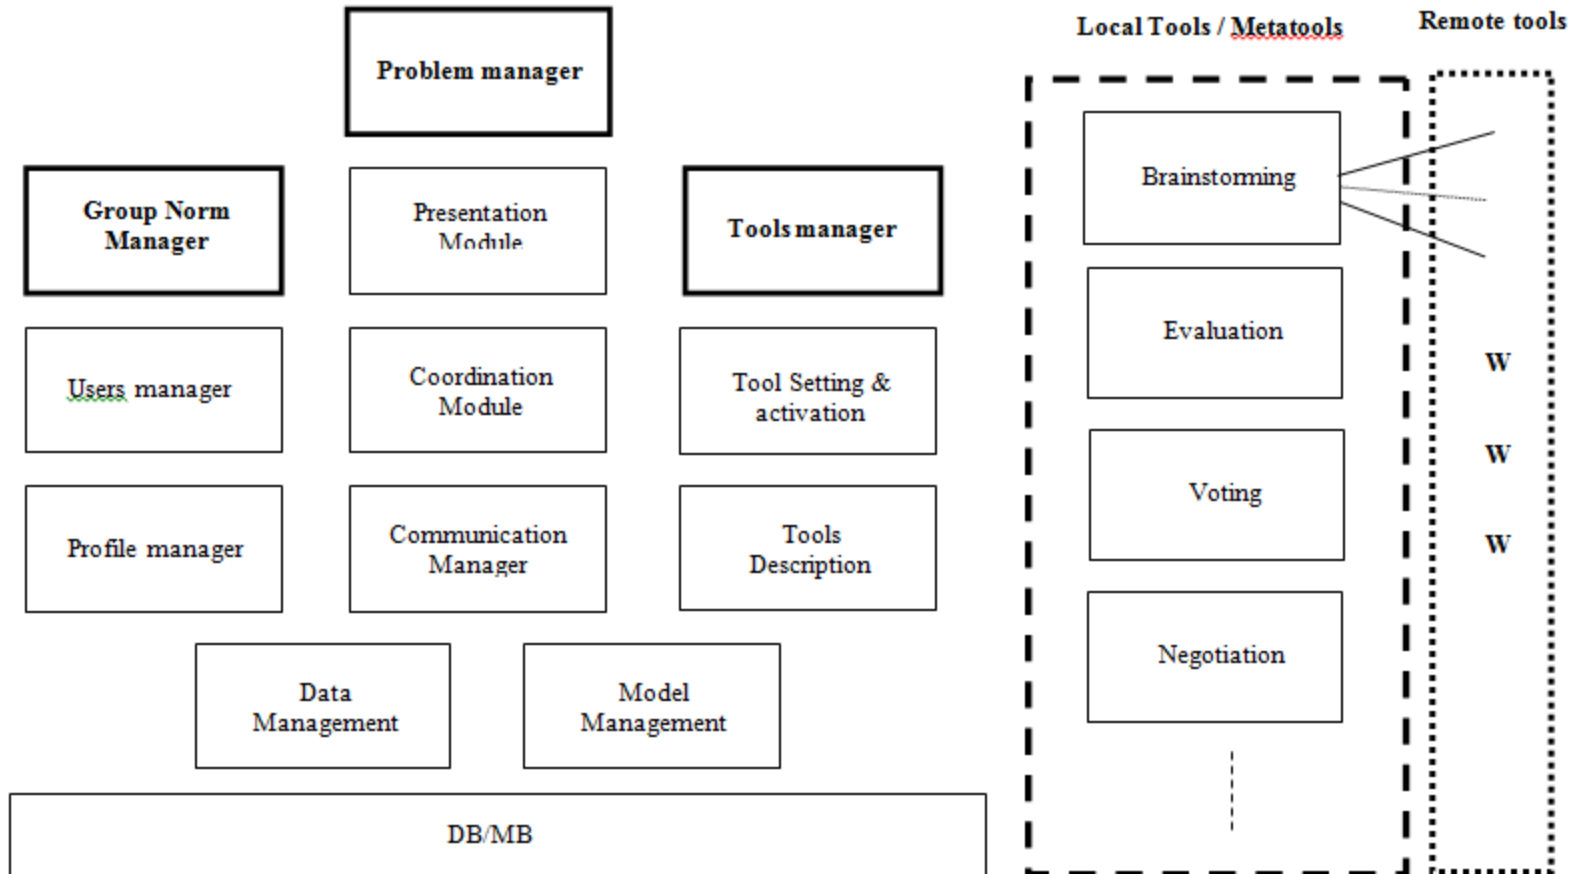 Problem manager
Group Norm
Manager
Presentation
Module
Tools manager
Users manager
Coordination
Module
Tool Setting &
activation
Profile manager
Communication
Manager
Tools
Description
Data
Management
Model
Management
DB/MB
Local Tools / Metatools
Brainstorming
Evaluation
Voting
Negotiation
Remote tools
W
W
W